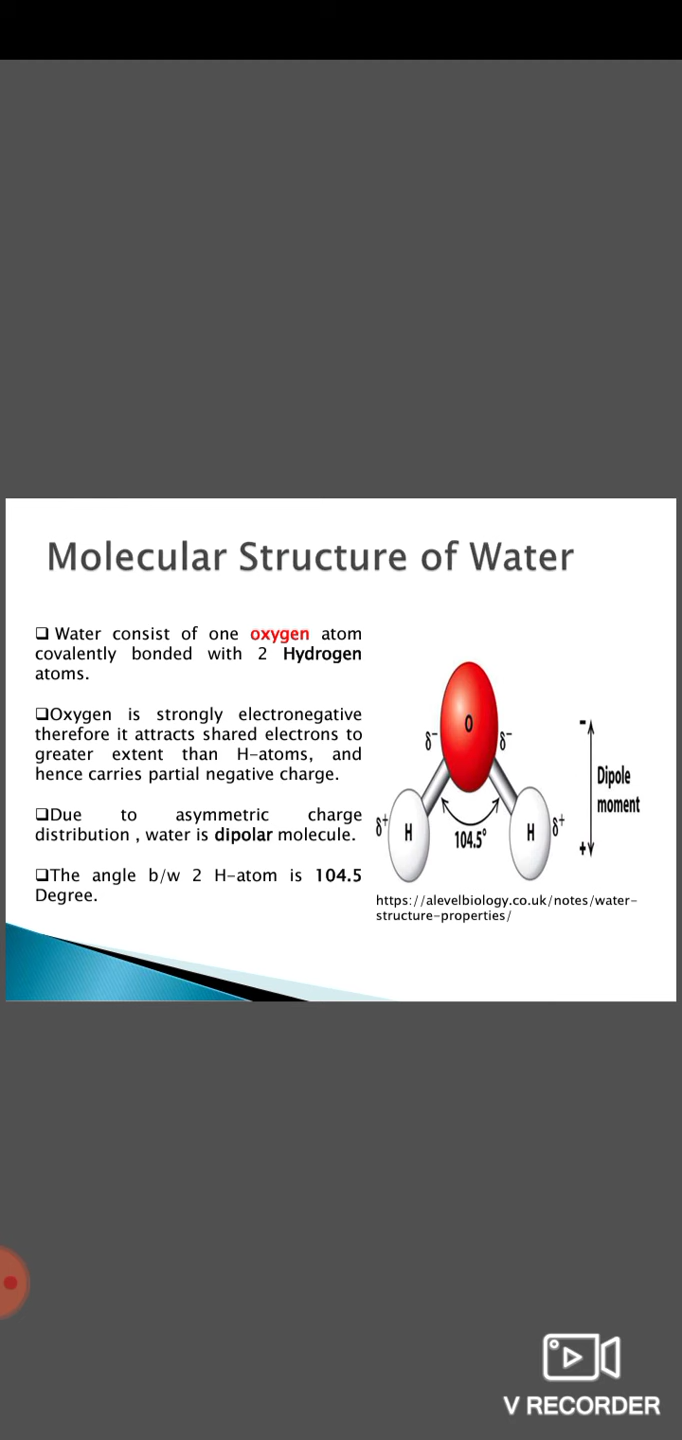 Molecular Structure of Water
❑ Water consist of one oxygen atom
covalently bonded with 2 Hydrogen
atoms.
❑Oxygen is strongly electronegative
therefore it attracts shared electrons to
greater extent than H-atoms, and
hence carries partial negative charge.
❑Due to asymmetric charge
distribution , water is dipolar molecule.
❑The angle b/w 2 H-atom is 104.5
Degree.
O
δ⁻ δ⁻
δ⁺ H H δ⁺
104.5°
-
Dipole
moment
+
https://alevelbiology.co.uk/notes/water-
structure-properties/
V RECORDER